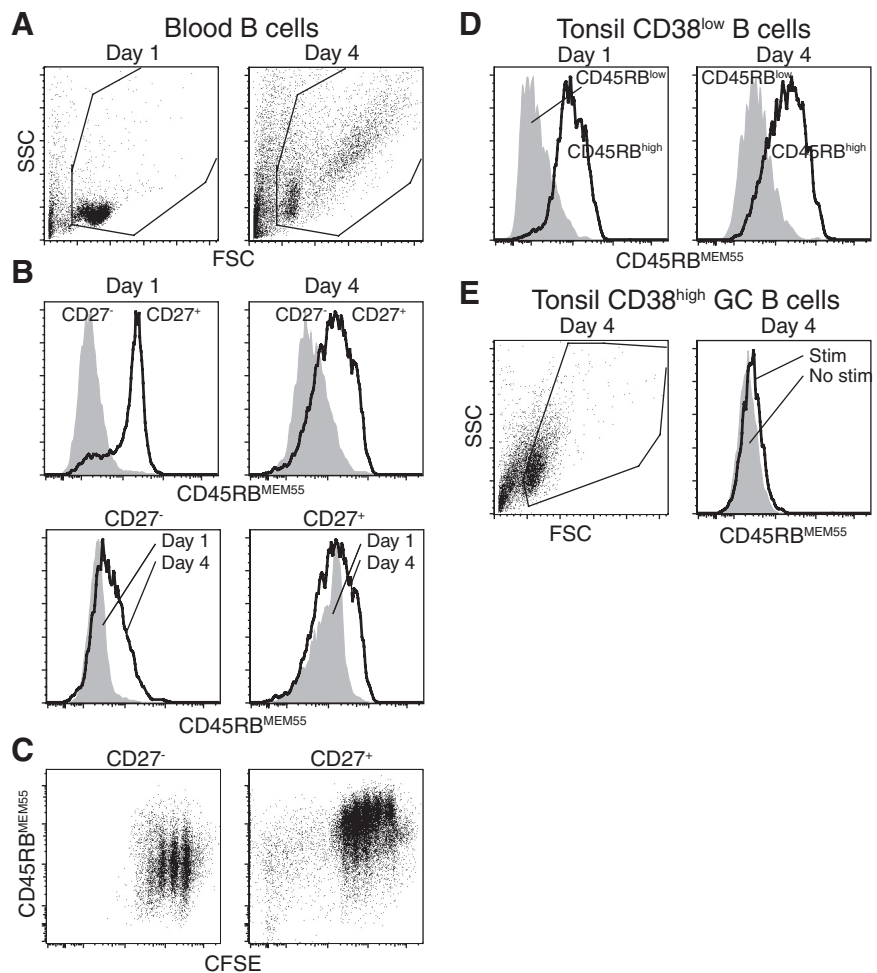 A
Blood B cells
Day 1
Day 4
SSC
FSC
B
Day 1
Day 4
CD27-
CD27+
CD27-
CD27+
CD45RBMEM55
CD27-
CD27+
Day 1
Day 4
Day 1
Day 4
CD45RBMEM55
C
CD27-
CD27+
CD45RBMEM55
CFSE
D
Tonsil CD38low B cells
Day 1
Day 4
CD45RBlow
CD45RBhigh
CD45RBlow
CD45RBhigh
CD45RBMEM55
E
Tonsil CD38high GC B cells
Day 4
Day 4
SSC
FSC
Stim
No stim
CD45RBMEM55